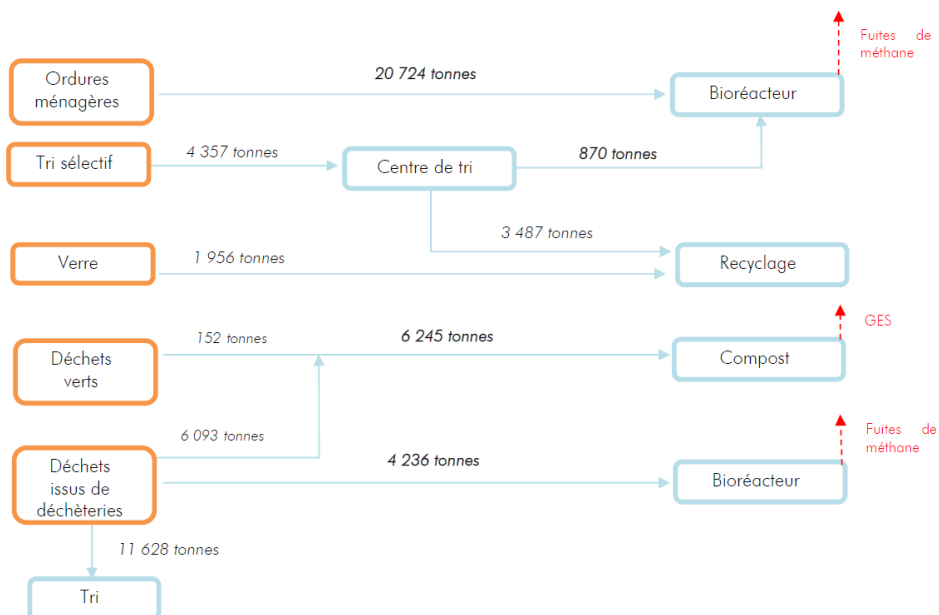 Fuites de
méthane
Ordures
ménagères
20 724 tonnes
Bioréacteur
Tri sélectif
4 357 tonnes
Centre de tri
870 tonnes
3 487 tonnes
Verre
1 956 tonnes
Recyclage
GES
Déchets
verts
152 tonnes
6 245 tonnes
Compost
6 093 tonnes
Fuites de
méthane
Déchets
issus de
déchèteries
4 236 tonnes
Bioréacteur
11 628 tonnes
Tri